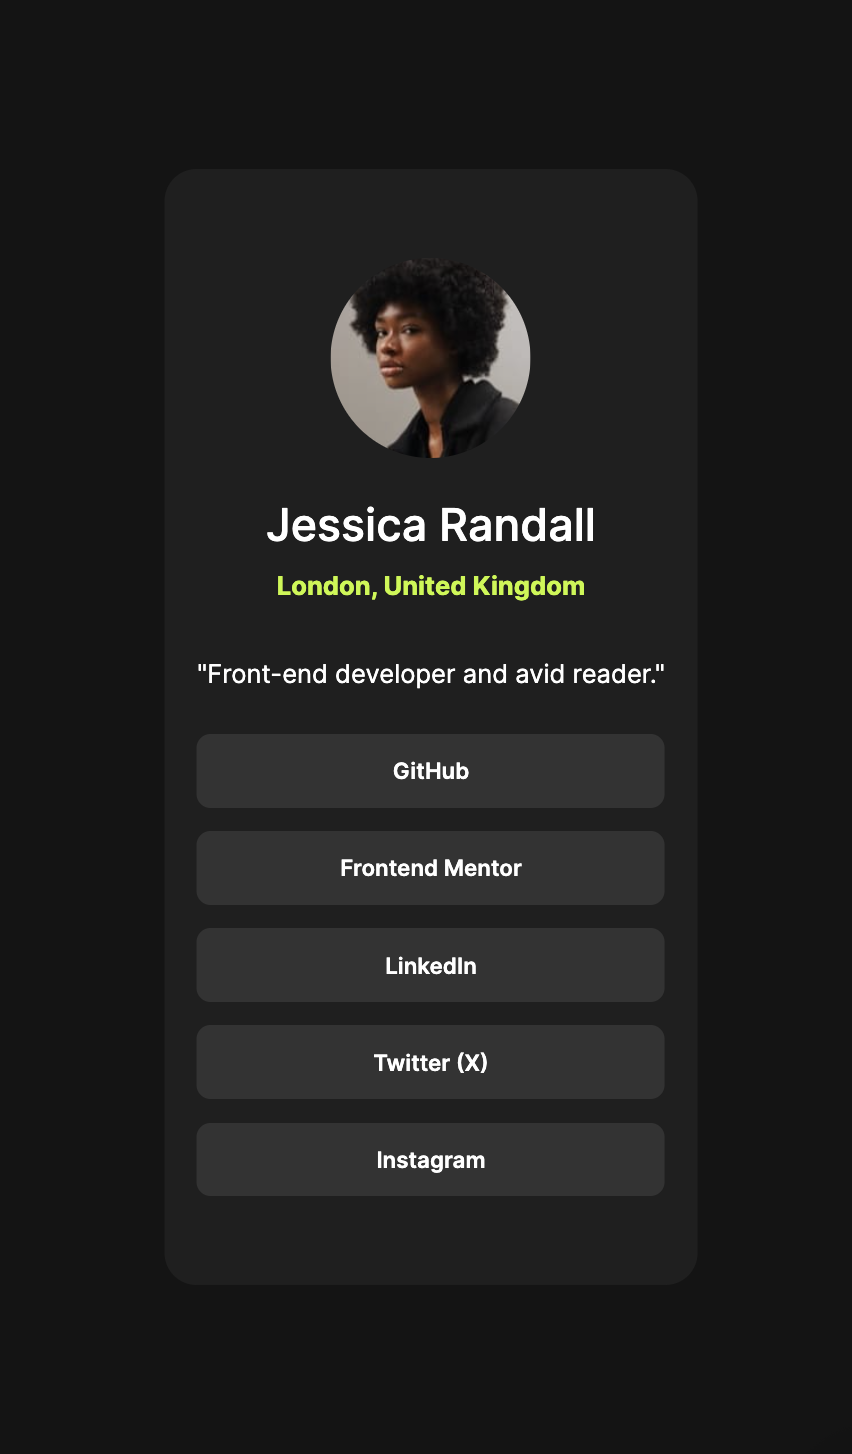 Jessica Randall
London, United Kingdom
"Front-end developer and avid reader."
GitHub
Frontend Mentor
LinkedIn
Twitter (X)
Instagram